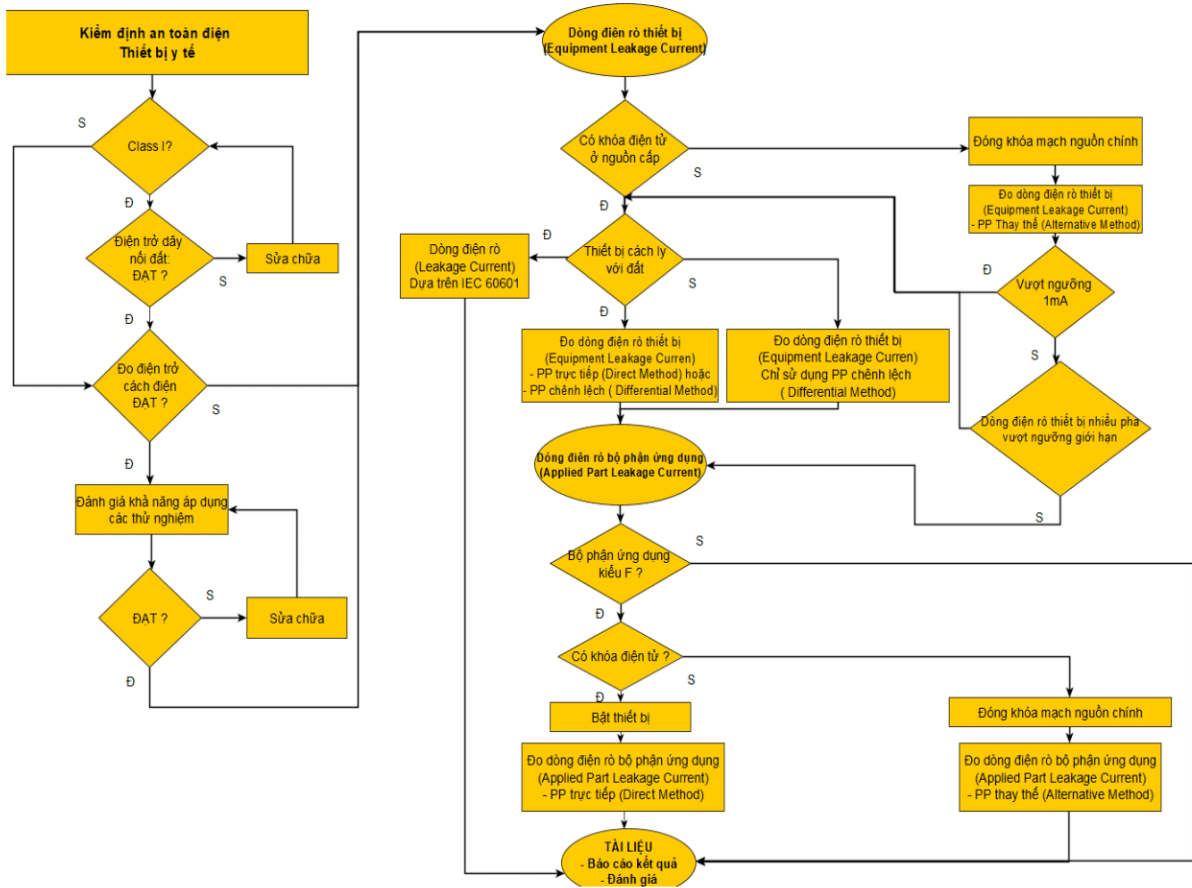 Kiểm định an toàn điện
Thiết bị y tế
S
Class I?
Đ
Điện trở dây
nối đất:
ĐẠT ?
S
Sửa chữa
Đ
Đo điện trở
cách điện
ĐẠT ?
S
Đ
Đánh giá khả năng áp dụng
các thử nghiệm
ĐẠT ?
S
Sửa chữa
Đ
Dòng điên rò thiết bị
(Equipment Leakage Current)
Có khóa điện tử
ở nguồn cấp
S
Đ
Đóng khóa mạch nguồn chính
Đo dòng điện rò thiết bị
(Equipment Leakage Current)
- PP Thay thế (Alternative Method)
Đ
Vượt ngưỡng
1mA
S
Dòng điện rò thiết bị nhiều pha
vượt ngưỡng giới hạn
S
Thiết bị cách ly
với đất
Đ
S
Đ
Dòng điện rò
(Leakage Current)
Dựa trên IEC 60601
Đo dòng điện rò thiết bị
(Equipment Leakage Curren)
- PP trực tiếp (Direct Method) hoặc
- PP chênh lệch ( Differential Method)
Đo dòng điện rò thiết bị
(Equipment Leakage Curren)
Chỉ sử dụng PP chênh lệch
( Differential Method)
Dòng điên rò bộ phận ứng dụng
(Applied Part Leakage Current)
Bộ phận ứng dụng
kiểu F ?
S
Đ
Có khóa điện tử ?
S
Đ
Bật thiết bị
Đo dòng điện rò bộ phận ứng dụng
(Applied Part Leakage Current)
- PP trực tiếp (Direct Method)
Đóng khóa mạch nguồn chính
Đo dòng điện rò bộ phận ứng dụng
(Applied Part Leakage Current)
- PP thay thế (Alternative Method)
TÀI LIỆU
- Báo cáo kết quả
- Đánh giá